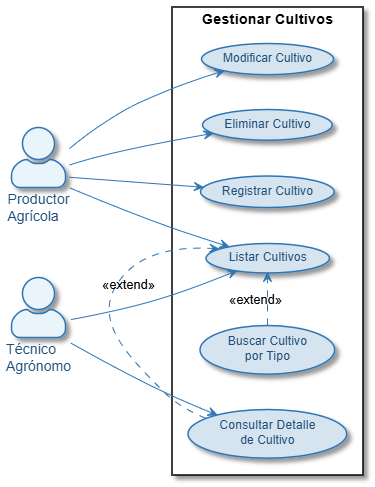 Gestionar Cultivos
Modificar Cultivo
Eliminar Cultivo
Productor
Agrícola
Registrar Cultivo
Listar Cultivos
«extend»
«extend»
Técnico
Agrónomo
Buscar Cultivo
por Tipo
Consultar Detalle
de Cultivo